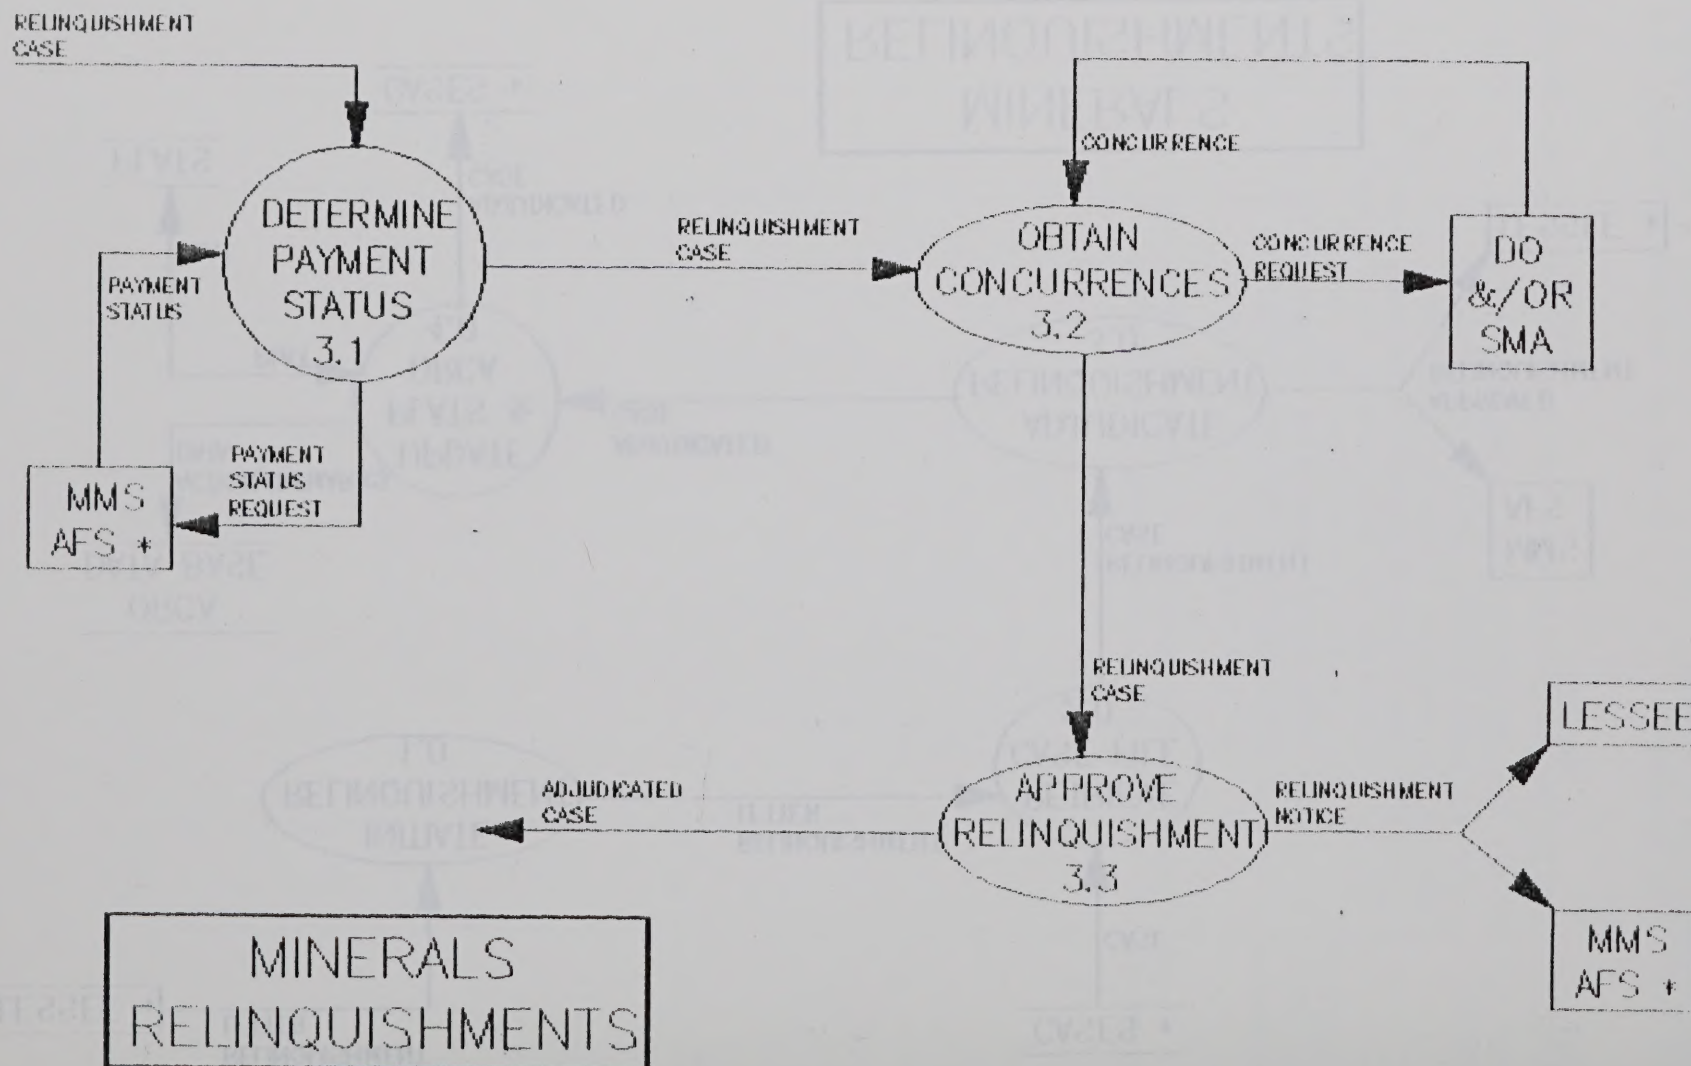 RELINQUISHMENT
CASE
DETERMINE
PAYMENT
STATUS
3.1
PAYMENT
STATUS
PAYMENT
STATUS
REQUEST
MMS
AFS *
RELINQUISHMENT
CASE
CONCURRENCE
OBTAIN
CONCURRENCES
3.2
CONCURRENCE
REQUEST
DO
&/OR
SMA
RELINQUISHMENT
CASE
APPROVE
RELINQUISHMENT
3.3
ADJUDICATED
CASE
RELINQUISHMENT
NOTICE
LESSEE
MMS
AFS *
MINERALS
RELINQUISHMENTS